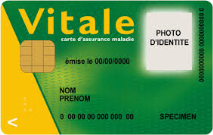 Vitale
carte d'assurance maladie
PHOTO
D'IDENTITE
émise le 00/00/0000
NOM
PRENOM
0 00 00 00 000 000 00
SPECIMEN